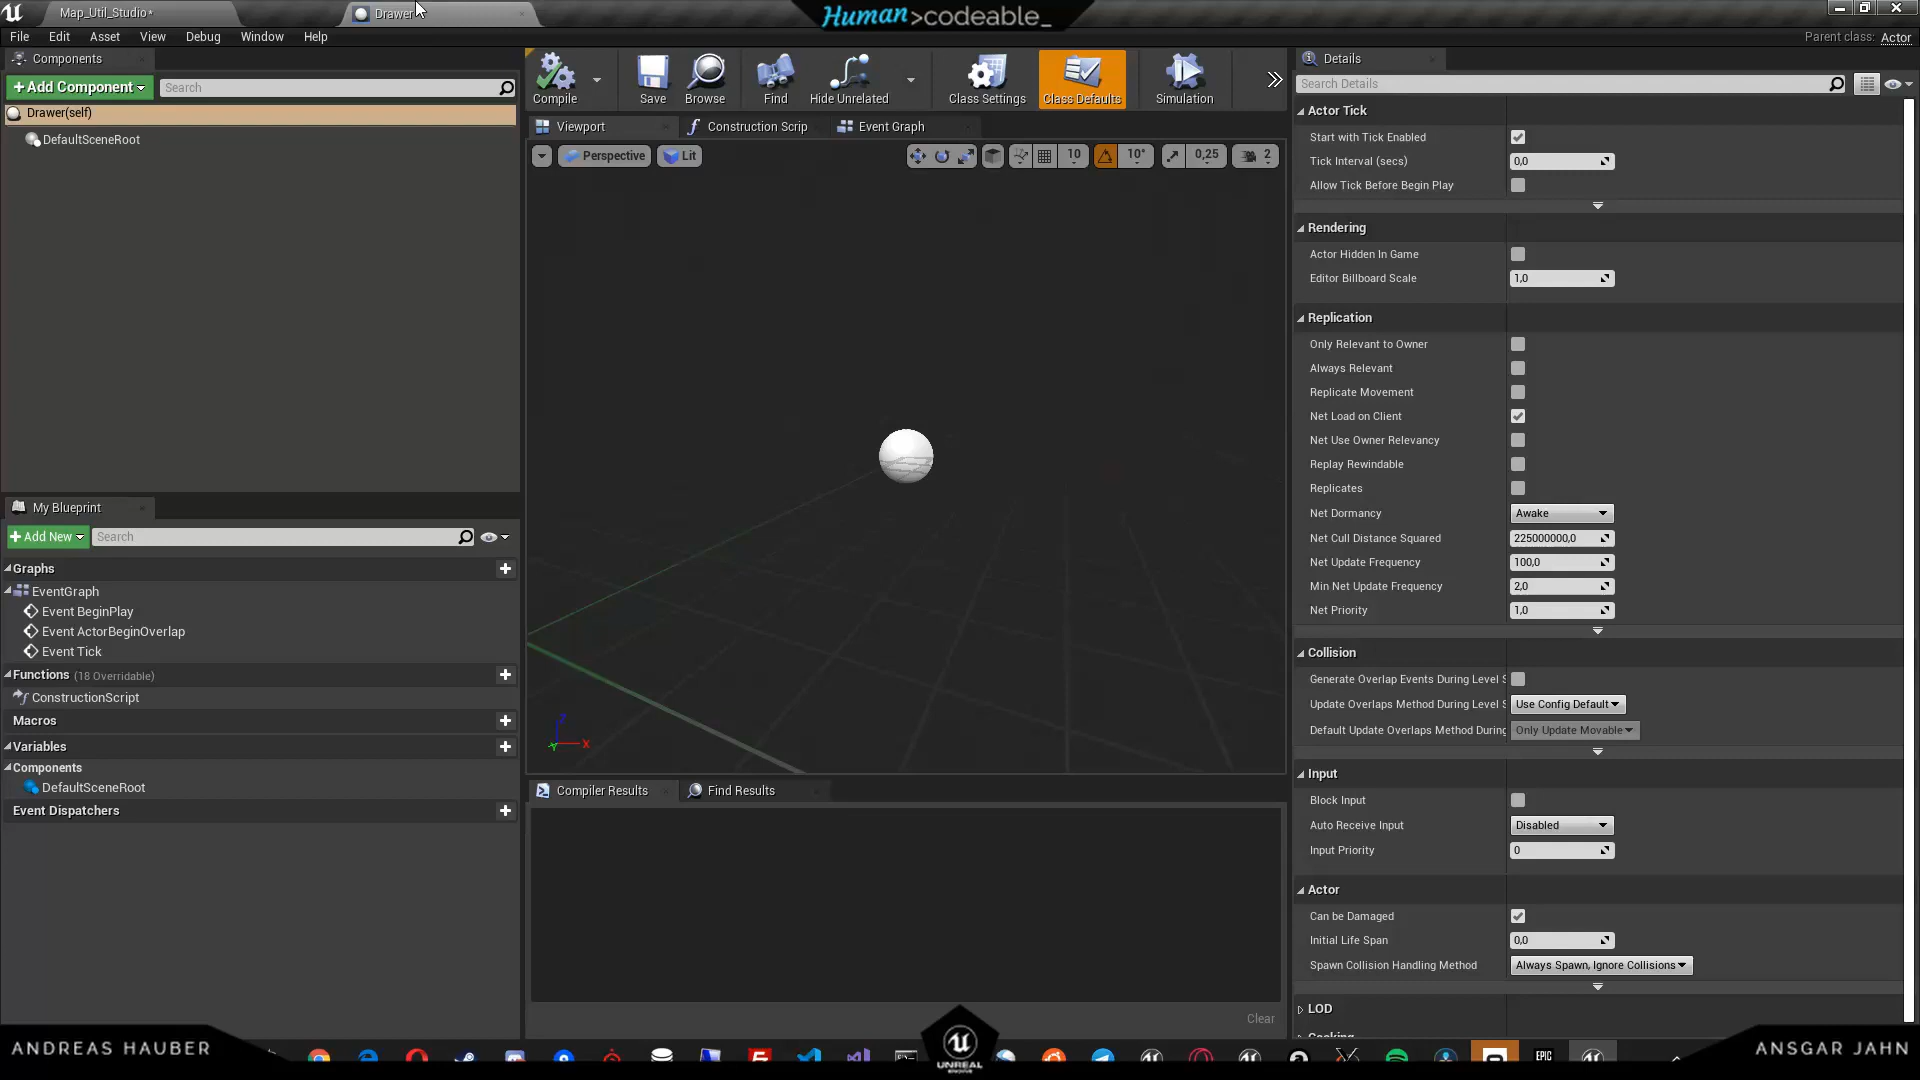 Map_Util_Studio*
Drawer
Human>codeable_
File
Edit
Asset
View
Debug
Window
Help
Parent class: Actor
Components
+Add Component
Search
Drawer(self)
DefaultSceneRoot
Compile
Save
Browse
Find
Hide Unrelated
Class Settings
Class Defaults
Simulation
Viewport
Construction Scrip
Event Graph
Perspective
Lit
10
10°
0,25
2
X
My Blueprint
+Add New
Search
Graphs
EventGraph
Event BeginPlay
Event ActorBeginOverlap
Event Tick
Functions (18 Overridable)
ConstructionScript
Macros
Variables
Components
DefaultSceneRoot
Event Dispatchers
Compiler Results
Find Results
Clear
Details
Search Details
Actor Tick
Start with Tick Enabled
Tick Interval (secs)
0,0
Allow Tick Before Begin Play
Rendering
Actor Hidden In Game
Editor Billboard Scale
1,0
Replication
Only Relevant to Owner
Always Relevant
Replicate Movement
Net Load on Client
Net Use Owner Relevancy
Replay Rewindable
Replicates
Net Dormancy
Awake
Net Cull Distance Squared
225000000,0
Net Update Frequency
100,0
Min Net Update Frequency
2,0
Net Priority
1,0
Collision
Generate Overlap Events During Level S
Update Overlaps Method During Level S
Use Config Default
Default Update Overlaps Method During
Only Update Movable
Input
Block Input
Auto Receive Input
Disabled
Input Priority
0
Actor
Can be Damaged
Initial Life Span
0,0
Spawn Collision Handling Method
Always Spawn, Ignore Collisions
LOD
ANDREAS HAUBER
UNREAL
EPIC
ANSGAR JAHN